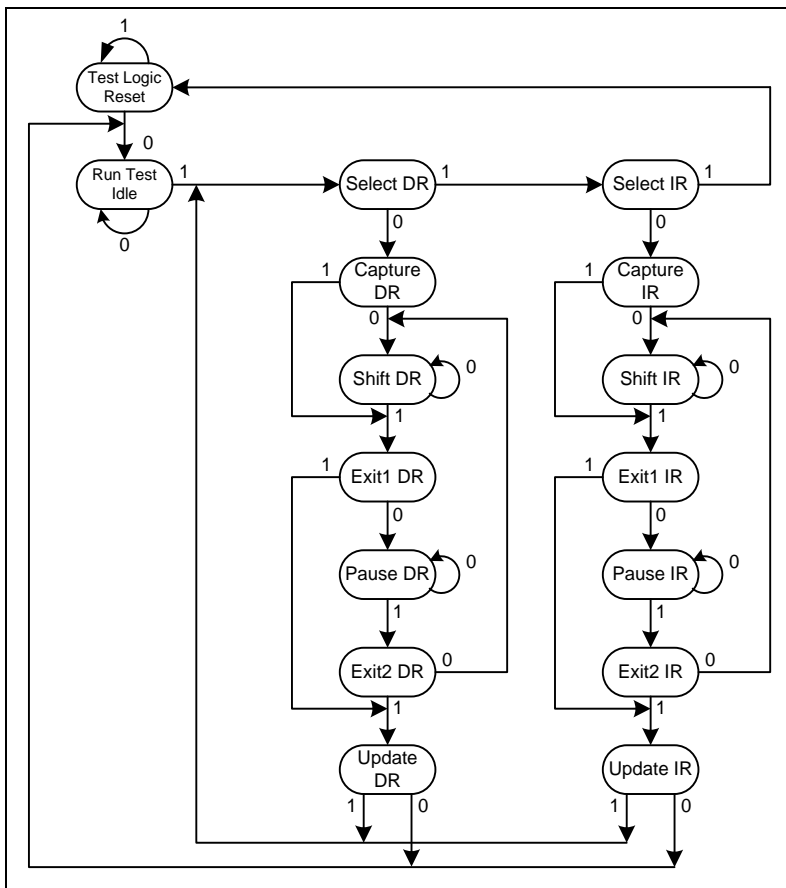 1
Test Logic
Reset
0
Run Test
Idle
1
0
Select DR
1
0
Select IR
1
0
1
Capture
DR
0
1
Capture
IR
0
Shift DR
0
1
Shift IR
0
1
1
Exit1 DR
0
1
Exit1 IR
0
Pause DR
0
1
Pause IR
0
1
Exit2 DR
0
1
Exit2 IR
0
1
Update
DR
1
0
Update IR
1
0